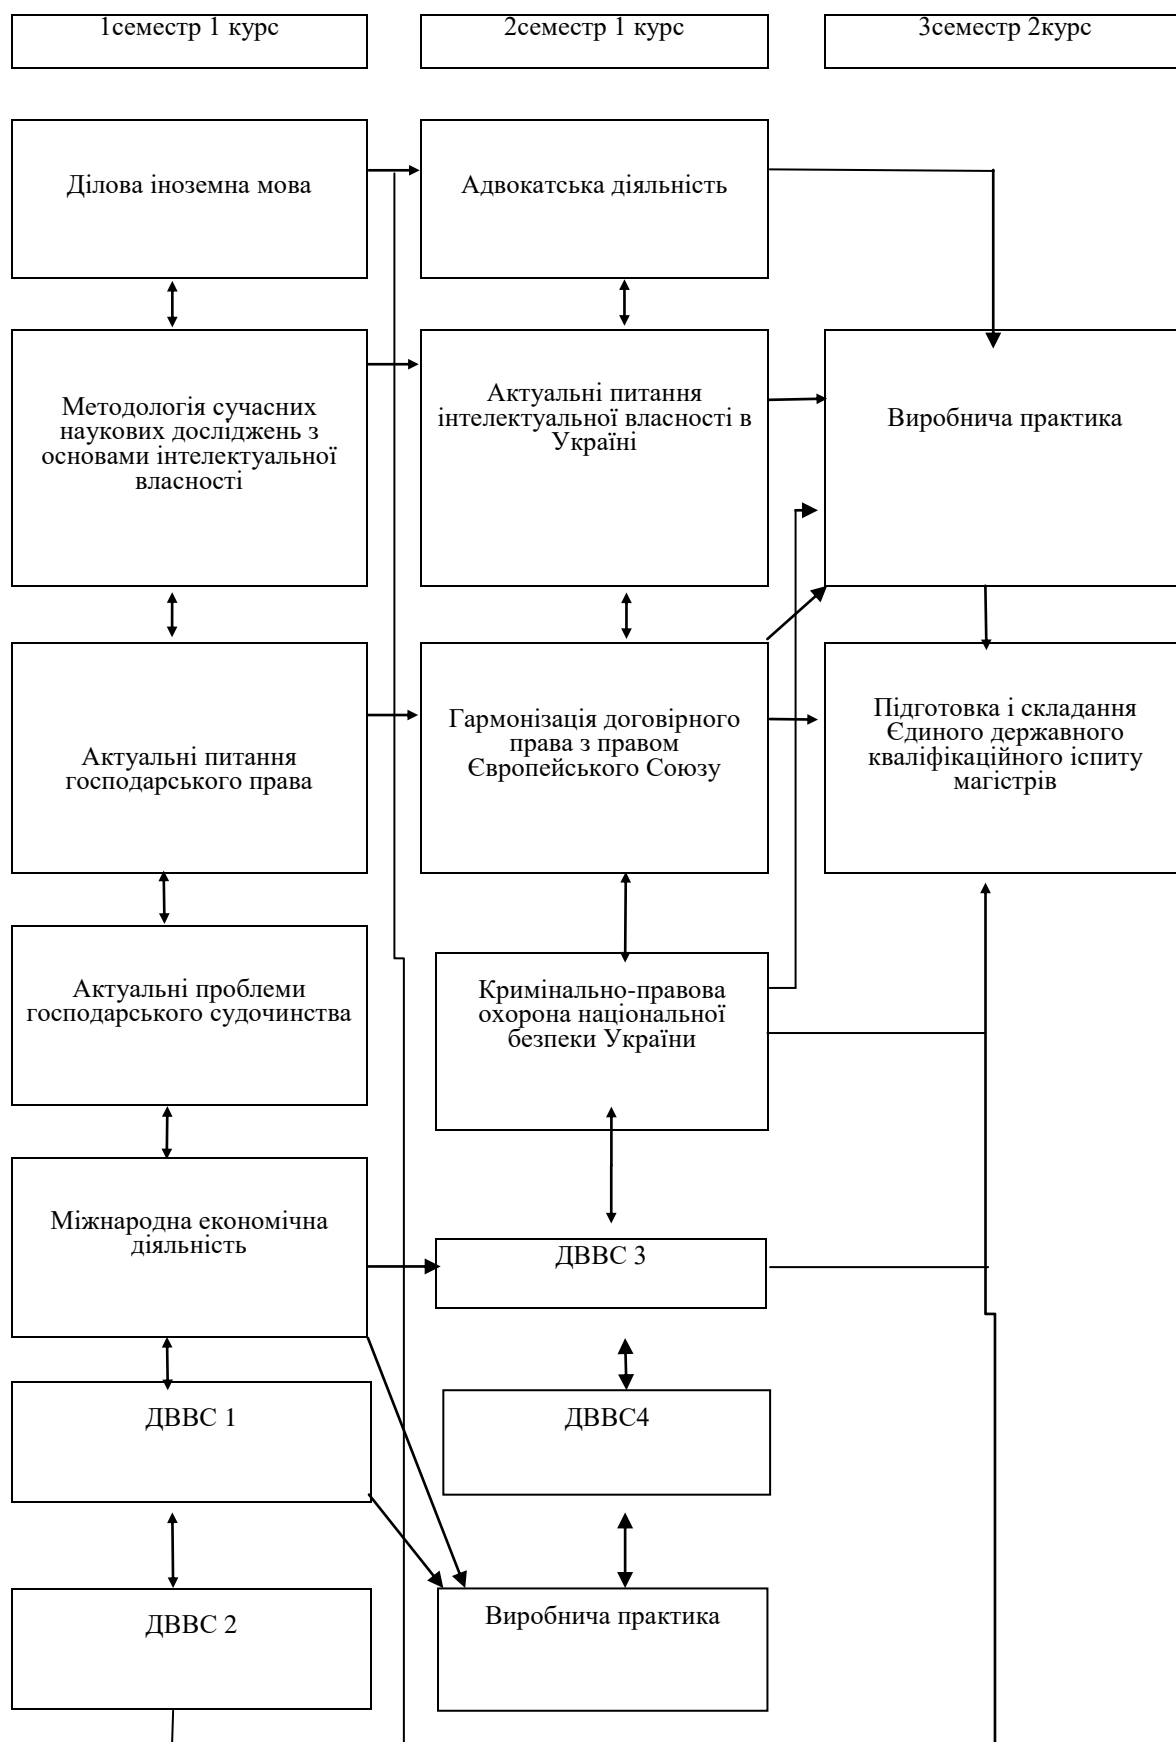 1семестр 1 курс
2семестр 1 курс
3семестр 2курс
Ділова іноземна мова
Адвокатська діяльність
Методологія сучасних
наукових досліджень з
основами інтелектуальної
власності
Актуальні питання
інтелектуальної власності в
Україні
Виробнича практика
Актуальні питання
господарського права
Гармонізація договірного
права з правом
Європейського Союзу
Підготовка і складання
Єдиного державного
кваліфікаційного іспиту
магістрів
Актуальні проблеми
господарського судочинства
Кримінально-правова
охорона національної
безпеки України
Міжнародна економічна
діяльність
ДВВС 3
ДВВС 1
ДВВС4
ДВВС 2
Виробнича практика